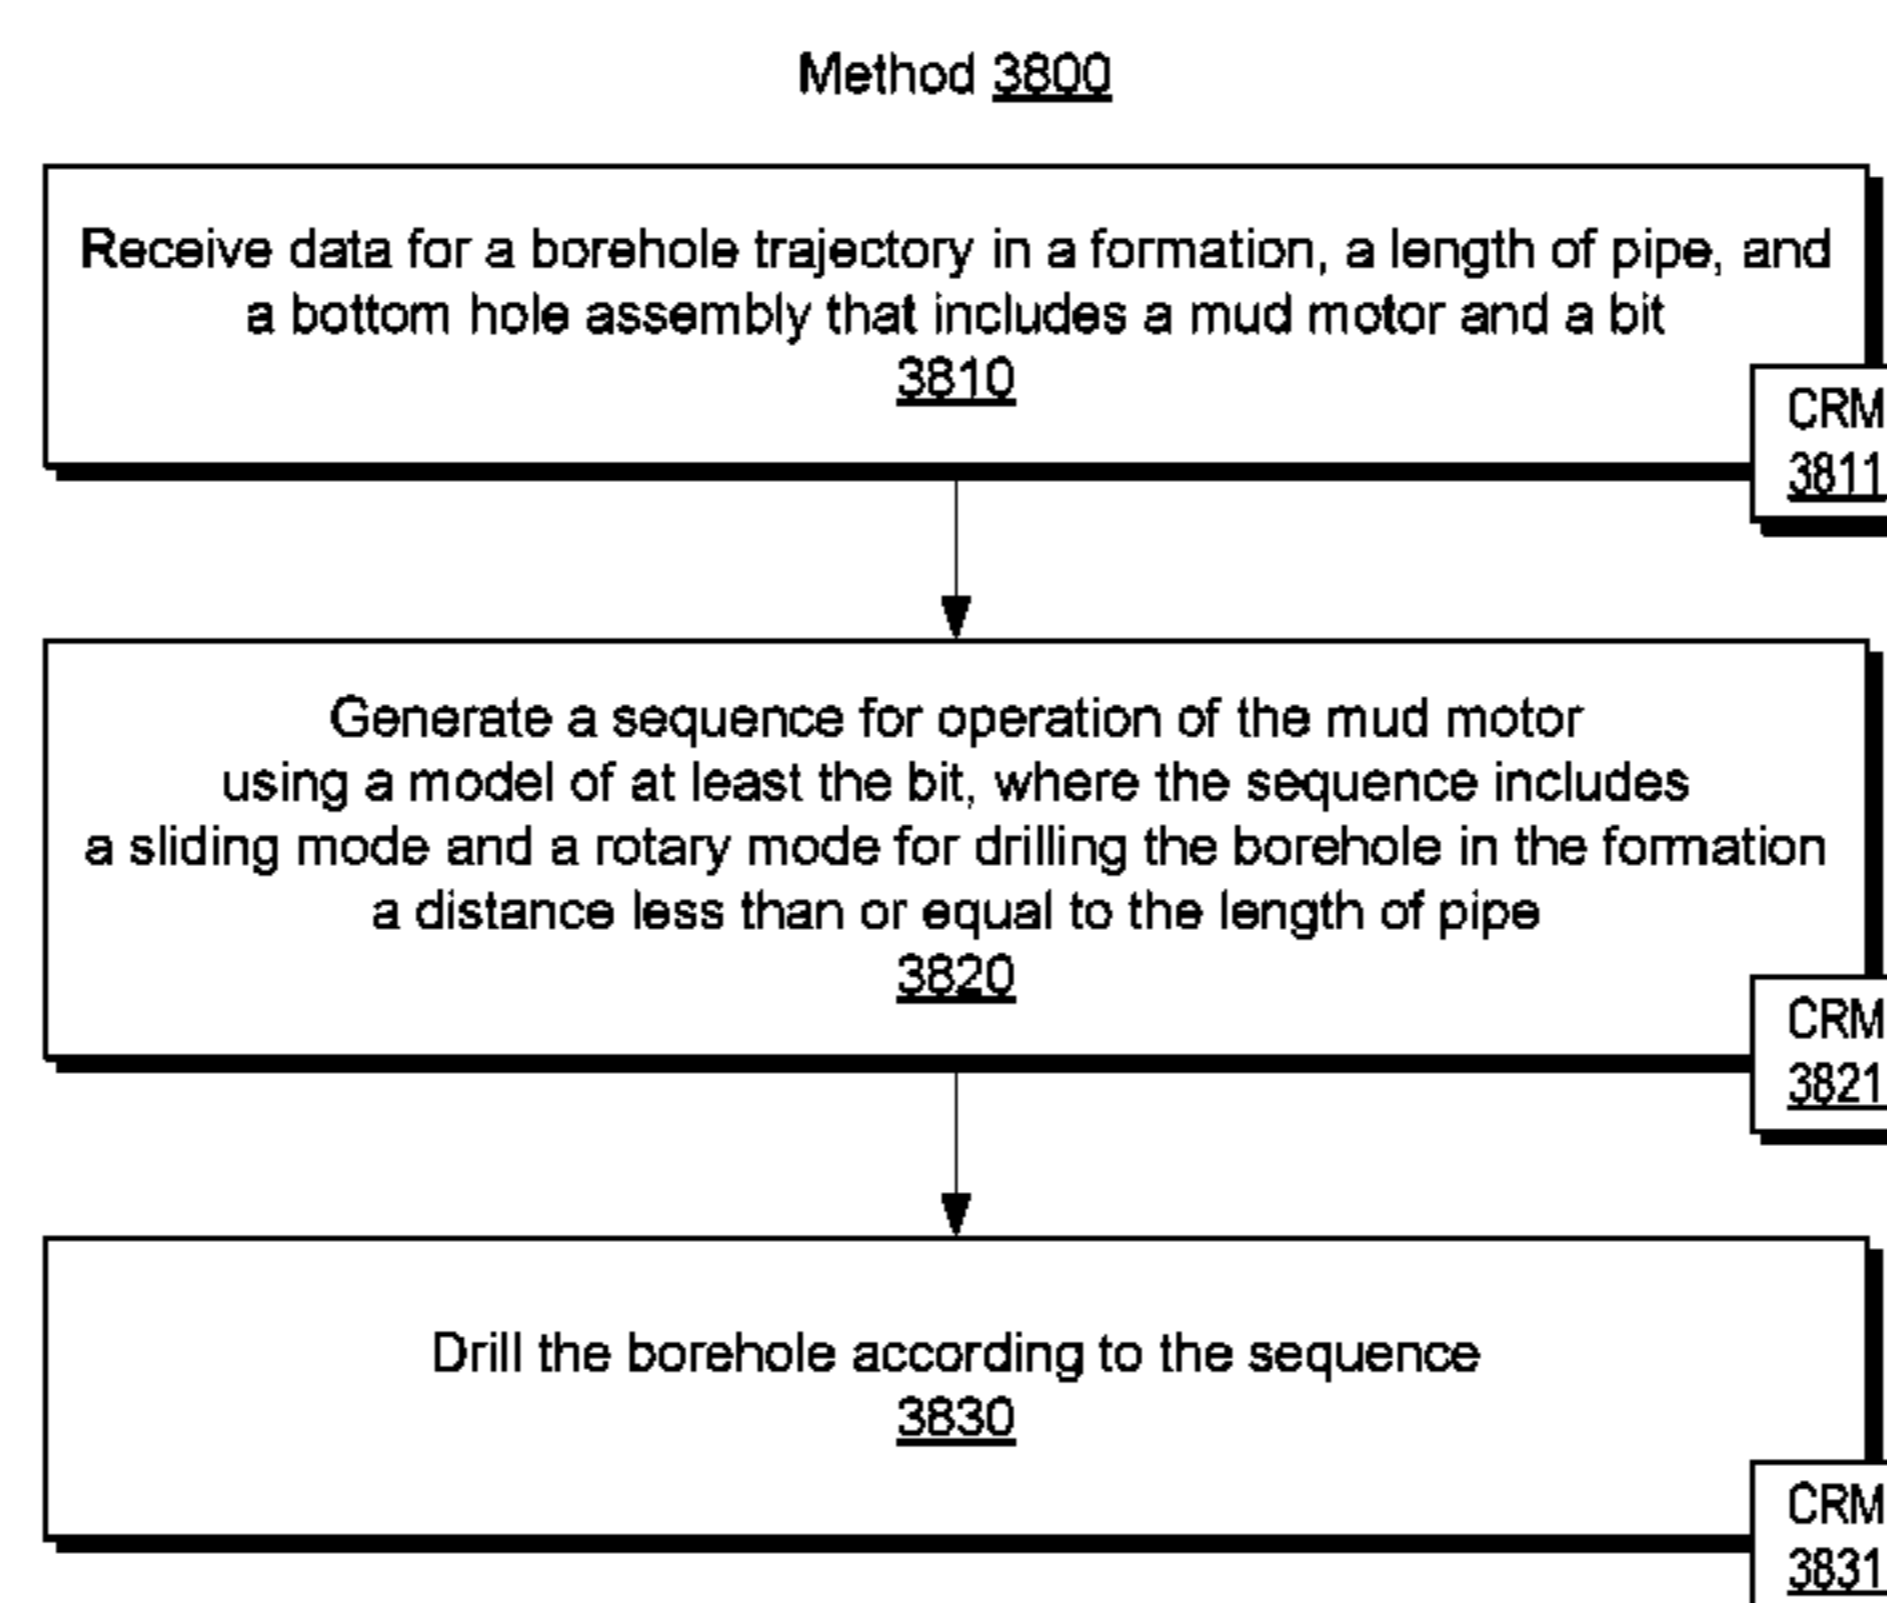 Method 3800
Receive data for a borehole trajectory in a formation, a length of pipe, and
a bottom hole assembly that includes a mud motor and a bit
3810
CRM
3811
Generate a sequence for operation of the mud motor
using a model of at least the bit, where the sequence includes
a sliding mode and a rotary mode for drilling the borehole in the formation
a distance less than or equal to the length of pipe
3820
CRM
3821
Drill the borehole according to the sequence
3830
CRM
3831